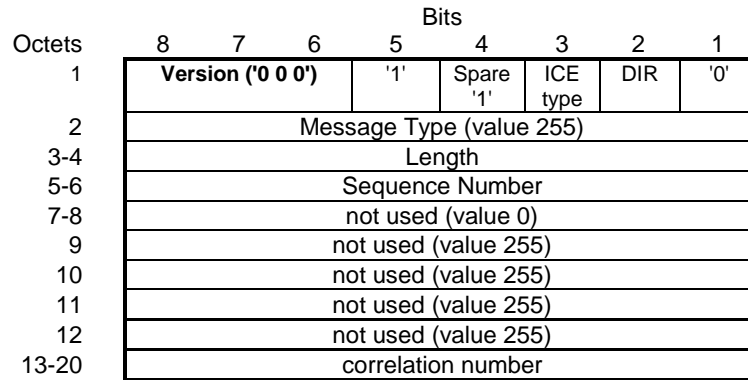 Bits
Octets 8 7 6 5 4 3 2 1
1 Version ('0 0 0') '1' Spare '1' ICE type DIR '0'
2 Message Type (value 255)
3-4 Length
5-6 Sequence Number
7-8 not used (value 0)
9 not used (value 255)
10 not used (value 255)
11 not used (value 255)
12 not used (value 255)
13-20 correlation number